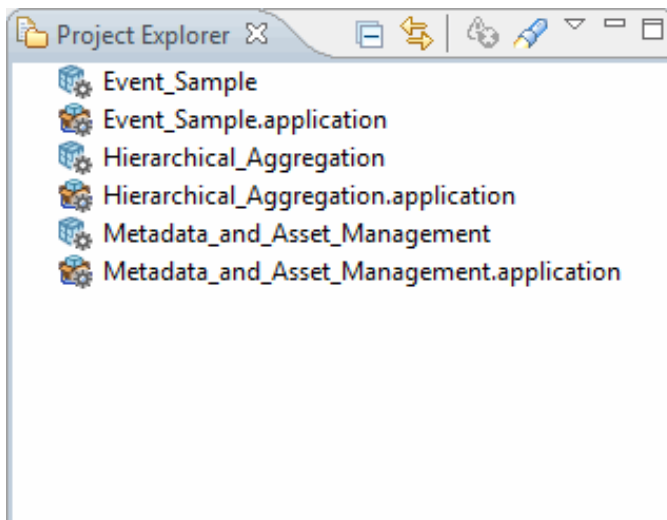 Project Explorer
Event_Sample
Event_Sample.application
Hierarchical_Aggregation
Hierarchical_Aggregation.application
Metadata_and_Asset_Management
Metadata_and_Asset_Management.application